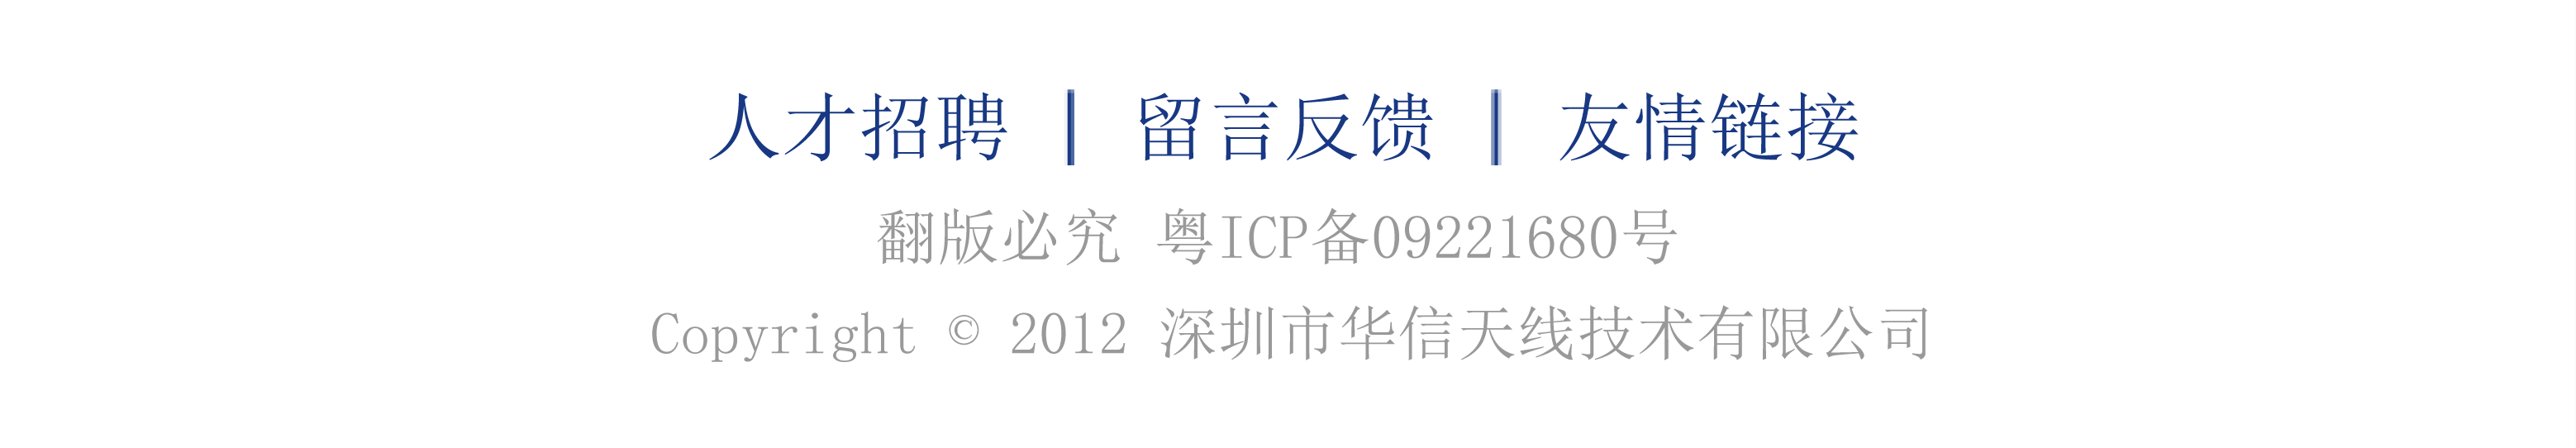 人才招聘 | 留言反馈 | 友情链接
翻版必究 粤ICP备09221680号
Copyright © 2012 深圳市华信天线技术有限公司